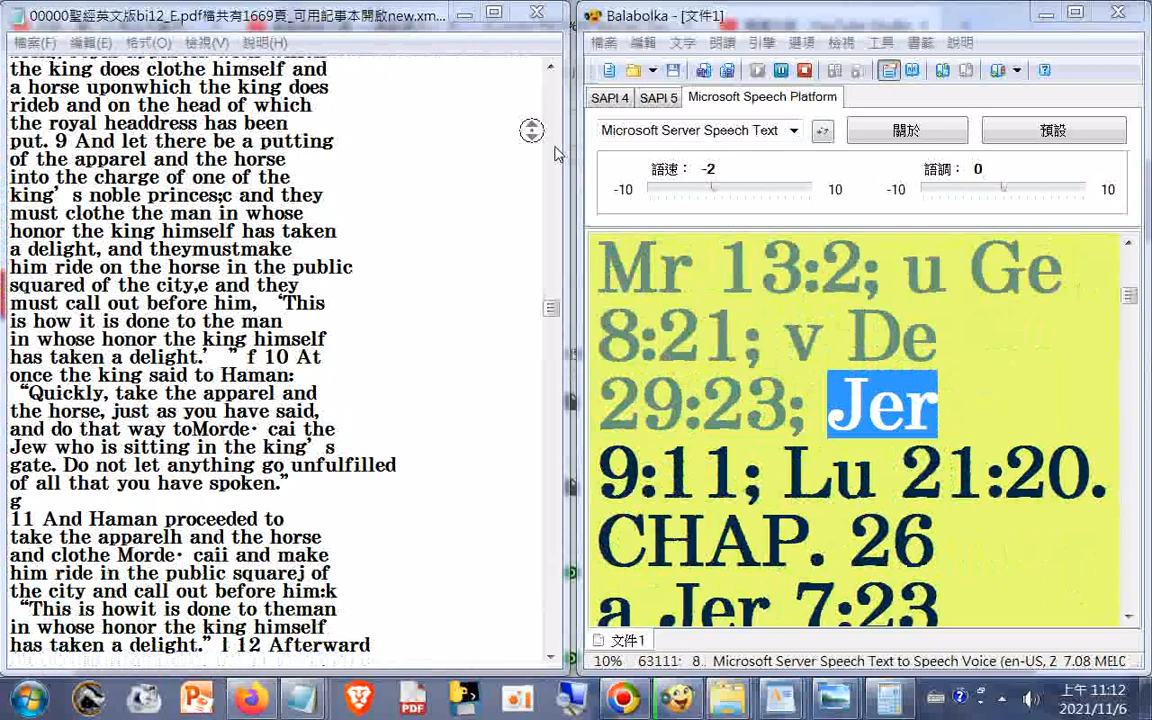 00000聖經英文版bi12_E.pdf檔共有1669頁_可用記事本開啟new.xm...
檔案(F) 編輯(E) 格式(O) 檢視(V) 說明(H)
the king does clothe himself and
a horse uponwhich the king does
rideb and on the head of which
the royal headdress has been
put. 9 And let there be a putting
of the apparel and the horse
into the charge of one of the
king’s noble princes;c and they
must clothe the man in whose
honor the king himself has taken
a delight, and theymustmake
him ride on the horse in the public
squared of the city,e and they
must call out before him, ‘This
is how it is done to the man
in whose honor the king himself
has taken a delight.’ ” f 10 At
once the king said to Haman:
“Quickly, take the apparel and
the horse, just as you have said,
and do that way toMorde· cai the
Jew who is sitting in the king’s
gate. Do not let anything go unfulfilled
of all that you have spoken.”
g
11 And Haman proceeded to
take the apparelh and the horse
and clothe Morde· caii and make
him ride in the public squarej of
the city and call out before him:k
“This is howit is done to theman
in whose honor the king himself
has taken a delight.” l 12 Afterward
Balabolka - [文件1]
檔案 編輯 文字 朗讀 引擎 選項 檢視 工具 書籤 說明
SAPI 4 SAPI 5 Microsoft Speech Platform
Microsoft Server Speech Text 關於 預設
語速: -2 語調: 0
-10 10 -10 10
Mr 13:2; u Ge
8:21; v De
29:23; Jer
9:11; Lu 21:20.
CHAP. 26
a Jer 7:23
文件1
10% 63111: 8.. Microsoft Server Speech Text to Speech Voice (en-US, 2 7.08 MELC
PDF
上午 11:12
2021/11/6